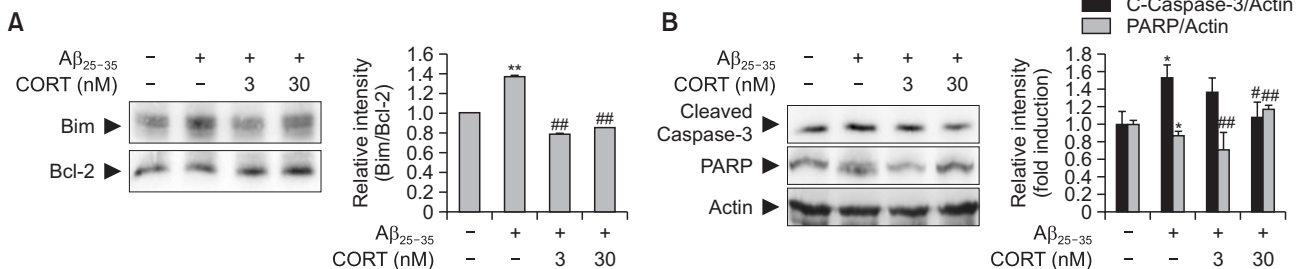 A
Aβ25–35 – + + +
CORT (nM) – – 3 30
Bim
Bcl-2
Relative intensity
(Bim/Bcl-2)
1.6
1.4
1.2
1.0
0.8
0.6
0.4
0.2
0
**
##
##
Aβ25–35 – + + +
CORT (nM) – – 3 30
B
Aβ25–35 – + + +
CORT (nM) – – 3 30
Cleaved
Caspase-3
PARP
Actin
C-Caspase-3/Actin
PARP/Actin
Relative intensity
(fold induction)
1.8
1.6
1.4
1.2
1.0
0.8
0.6
0.4
0.2
0
*
*
##
#
##
Aβ25–35 – + + +
CORT (nM) – – 3 30